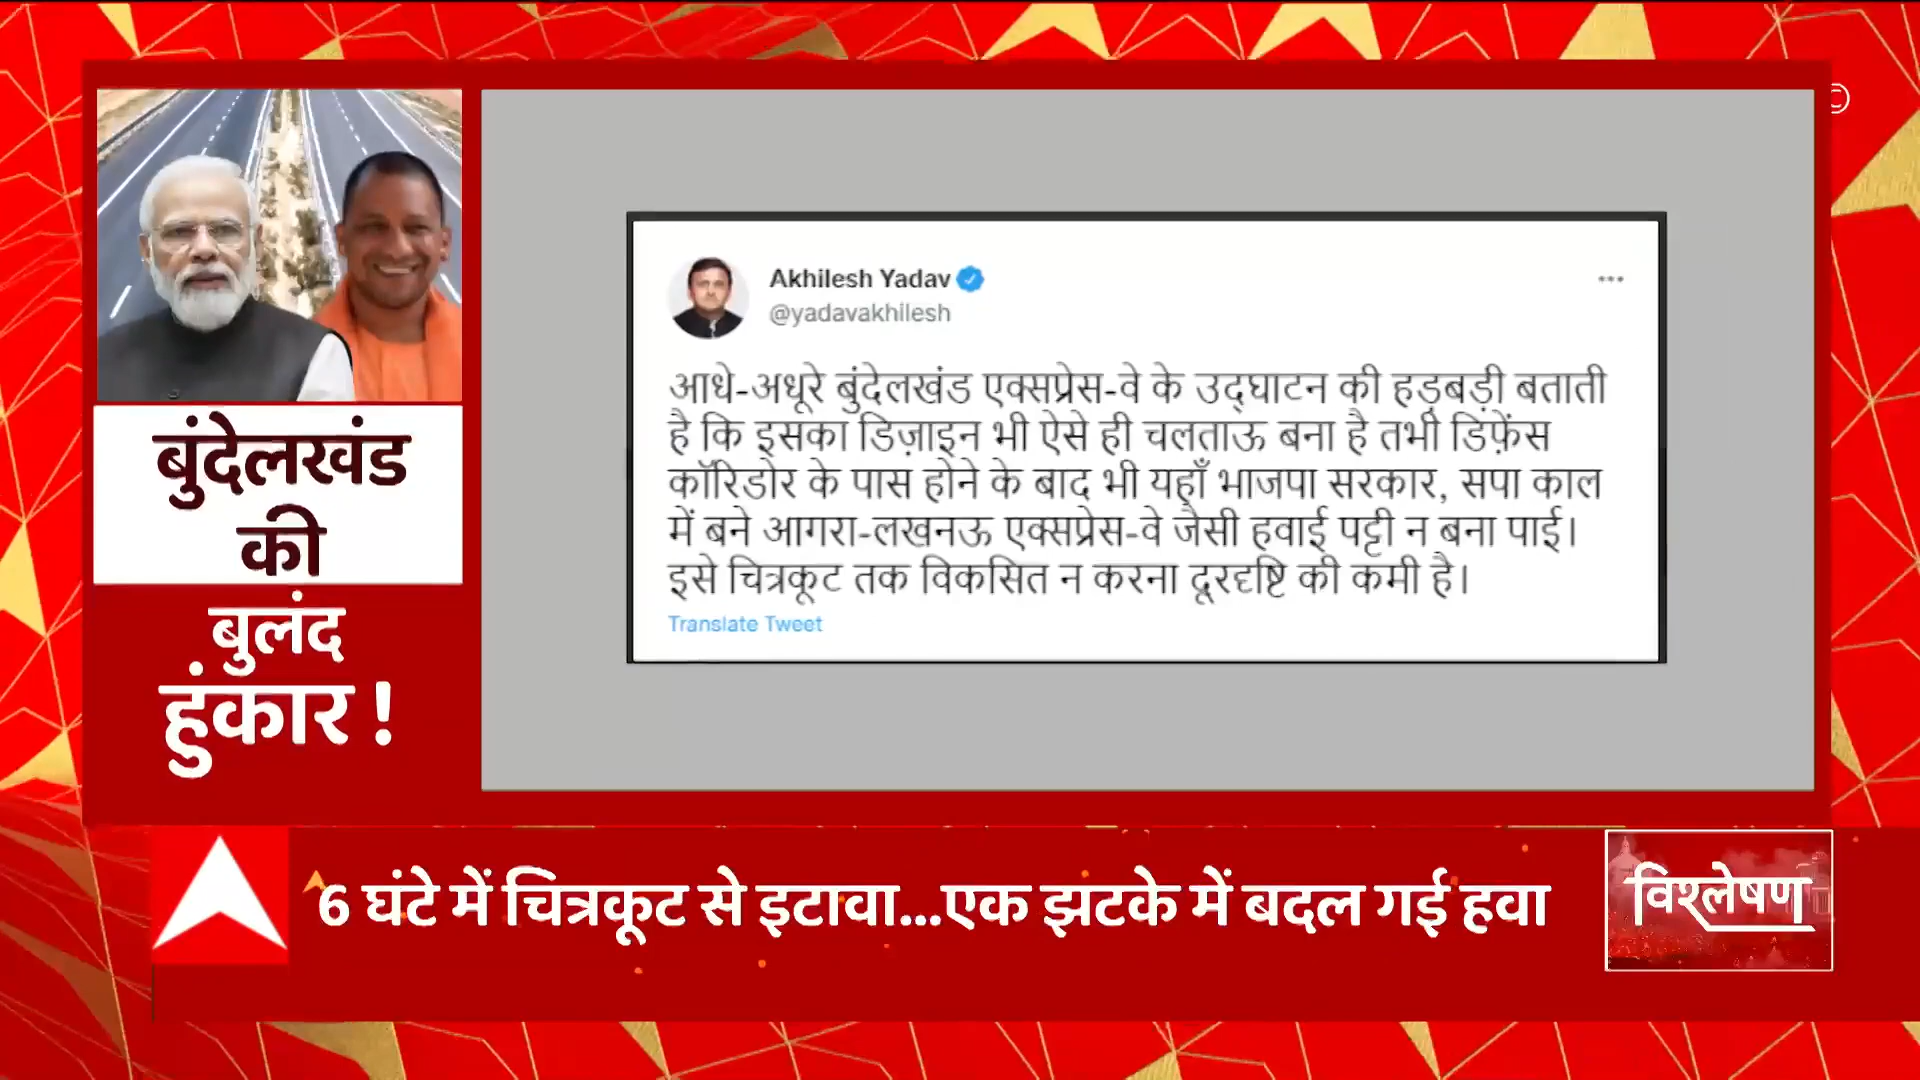 बुंदेलखंड
की
बुलंद
हुंकार !
©
Akhilesh Yadav
@yadavakhilesh
आधे-अधूरे बुंदेलखंड एक्सप्रेस-वे के उद्घाटन की हड़बड़ी बताती
है कि इसका डिज़ाइन भी ऐसे ही चलताऊ बना है तभी डिफ़ेंस
कॉरिडोर के पास होने के बाद भी यहाँ भाजपा सरकार, सपा काल
में बने आगरा-लखनऊ एक्सप्रेस-वे जैसी हवाई पट्टी न बना पाई।
इसे चित्रकूट तक विकसित न करना दूरदृष्टि की कमी है।
Translate Tweet
6 घंटे में चित्रकूट से इटावा...एक झटके में बदल गई हवा
विश्लेषण